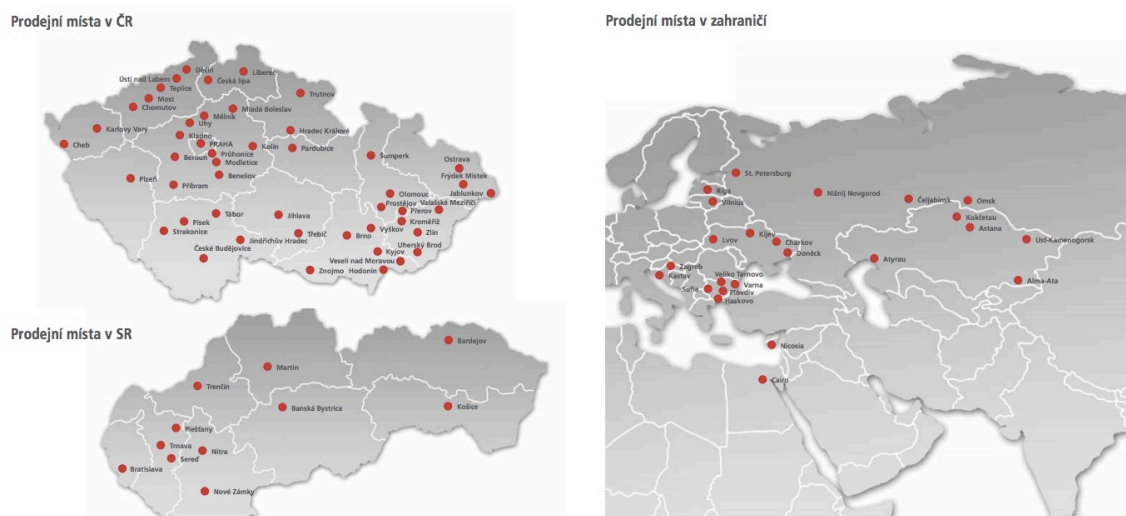 Prodejní místa v ČR
Děčín
Liberec
Ústí nad Labem
Česká lípa
Teplice
Most
Trutnov
Chomutov
Mladá Boleslav
Mělník
Uhy
Karlovy Vary
Hradec Králové
Kladno
Cheb
PRAHA
Kolín
Pardubice
Průhonice
Beroun
Modletice
Šumperk
Ostrava
Benešov
Frýdek Místek
Plzeň
Příbram
Jablunkov
Olomouc
Prostějov
Valašské Meziříčí
Přerov
Tábor
Jihlava
Písek
Kroměříž
Strakonice
Vyškov
Zlín
Třebíč
Brno
Jindřichův Hradec
České Budějovice
Uherský Brod
Kyjov
Veselí nad Moravou
Znojmo
Hodonín
Prodejní místa v SR
Bardejov
Martin
Trenčín
Banská Bystrica
Košice
Piešťany
Trnava
Nitra
Sereď
Bratislava
Nové Zámky
Prodejní místa v zahraničí
St. Petersburg
Riga
Nižnij Novgorod
Čeljabinsk
Omsk
Vilnius
Kokčetau
Astana
Kijev
Lvov
Charkov
Ust-Kamenogorsk
Doněck
Atyrau
Zagreb
Kastav
Veliko Tarnovo
Alma-Ata
Varna
Sofia
Plovdiv
Haskovo
Nicosia
Cairo